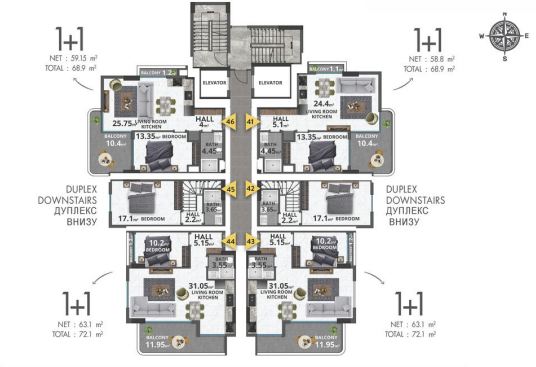 1+1
NET : 59.15 m²
TOTAL : 68.9 m²
1+1
NET : 58.8 m²
TOTAL : 68.9 m²
N
W
E
S
ELEVATOR
ELEVATOR
BALCONY 1.2 m²
BALCONY 1.1 m²
25.75 m²
LIVING ROOM
KITCHEN
24.4 m²
LIVING ROOM
KITCHEN
HALL
4 m²
46
41
HALL
5.1 m²
BALCONY
10.4 m²
13.35 m² BEDROOM
BATH
4.45 m²
BATH
4.45 m²
13.35 m² BEDROOM
BALCONY
10.4 m²
DUPLEX
DOWNSTAIRS
ДУПЛЕКС
ВНИЗУ
17.1 m² BEDROOM
HALL
2.2 m²
BATH
3.65 m²
45
42
BATH
3.65 m²
HALL
2.2 m²
17.1 m² BEDROOM
DUPLEX
DOWNSTAIRS
ДУПЛЕКС
ВНИЗУ
10.2 m²
BEDROOM
HALL
5.15 m²
44
43
HALL
5.15 m²
10.2 m²
BEDROOM
BATH
3.55 m²
BATH
3.55 m²
31.05 m²
LIVING ROOM
KITCHEN
31.05 m²
LIVING ROOM
KITCHEN
BALCONY
11.95 m²
BALCONY
11.95 m²
1+1
NET : 63.1 m²
TOTAL : 72.1 m²
1+1
NET : 63.1 m²
TOTAL : 72.1 m²